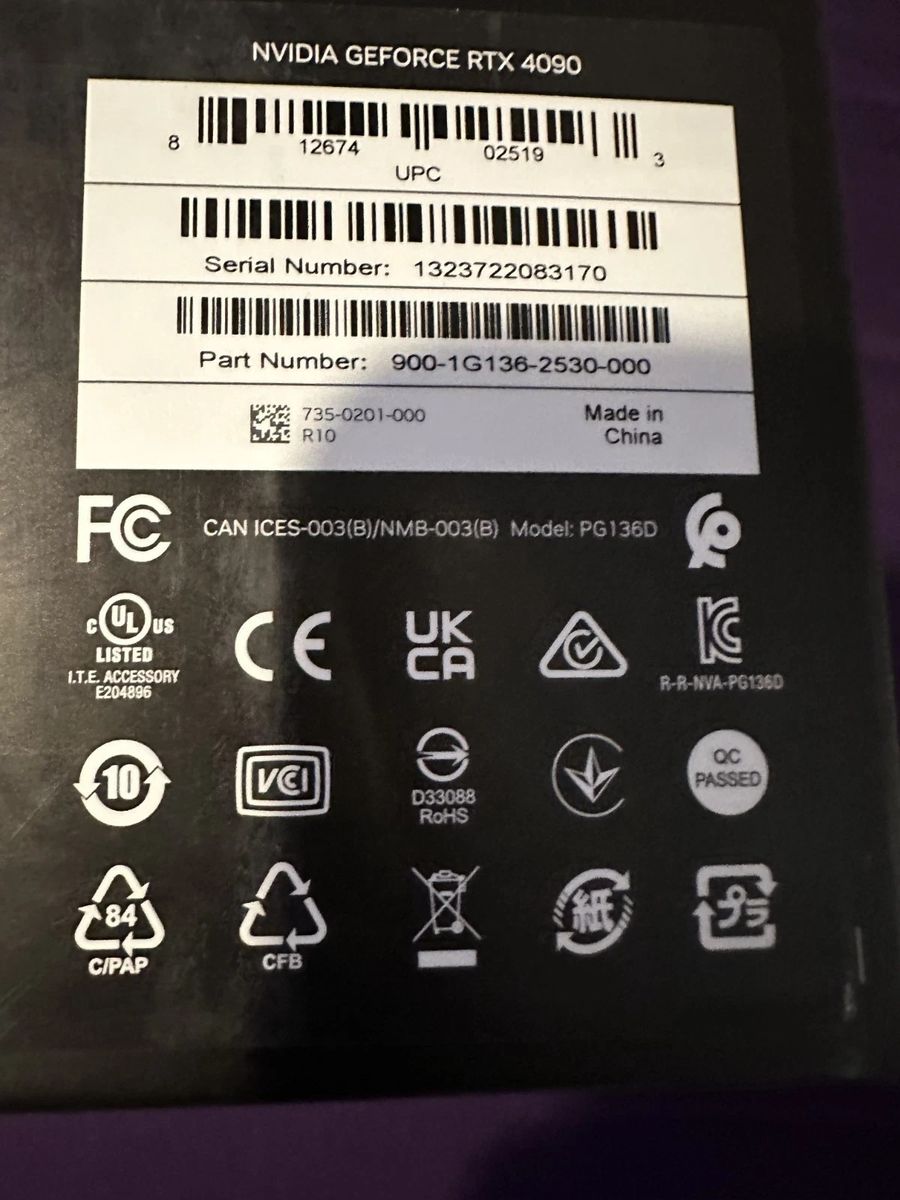 NVIDIA GEFORCE RTX 4090
8 12674 02519 3
UPC
Serial Number: 1323722083170
Part Number: 900-1G136-2530-000
735-0201-000
R10
Made in
China
FC
CAN ICES-003(B)/NMB-003(B) Model: PG136D
C UL US
LISTED
I.T.E. ACCESSORY
E204896
CE
UK
CA
R-R-NVA-PG136D
10
VCI
D33088
RoHS
QC
PASSED
84
C/PAP
CFB
紙
プラ